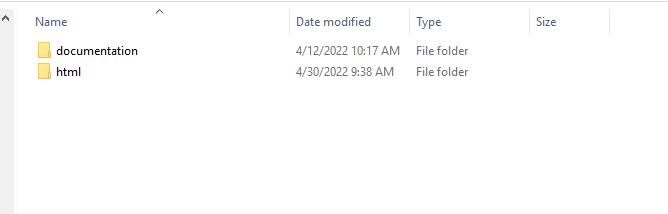 Name Date modified Type Size
documentation 4/12/2022 10:17 AM File folder
html 4/30/2022 9:38 AM File folder